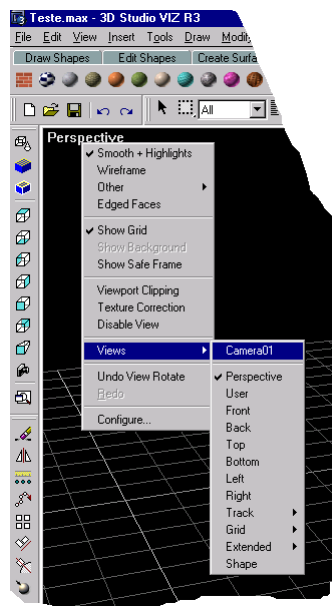 Teste.max - 3D Studio VIZ R3
File Edit View Insert Tools Draw Modif
Draw Shapes Edit Shapes Create Surfa
All
Perspective
Smooth + Highlights
Wireframe
Other
Edged Faces
Show Grid
Show Background
Show Safe Frame
Viewport Clipping
Texture Correction
Disable View
Views
Camera01
Undo View Rotate
Perspective
Redo
User
Front
Configure...
Back
Top
Bottom
Left
Right
Track
Grid
Extended
Shape